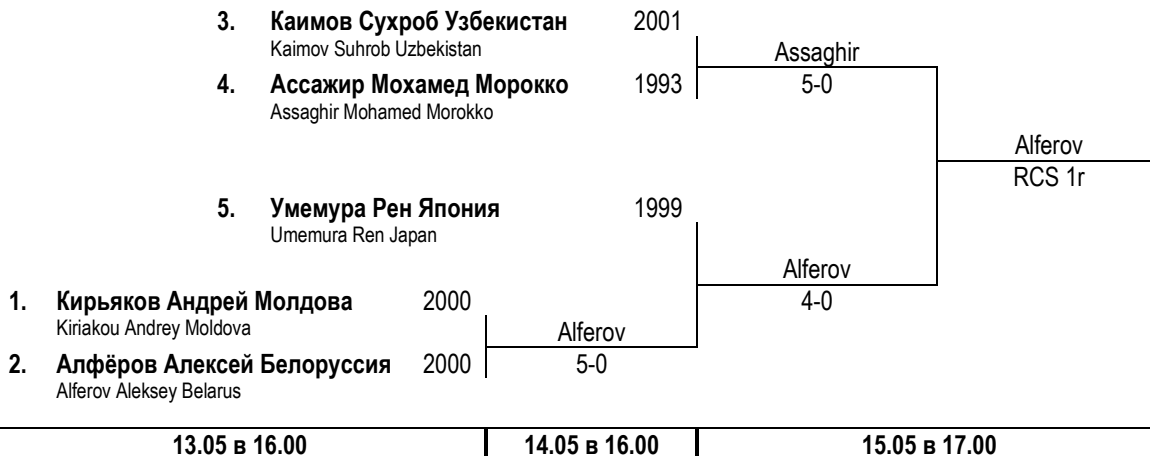 3. Каимов Сухроб Узбекистан 2001
Kaimov Suhrob Uzbekistan
Assaghir
4. Ассажир Мохамед Морокко 1993
5-0
Assaghir Mohamed Morokko
Alferov
RCS 1r
5. Умемура Рен Япония 1999
Umemura Ren Japan
Alferov
1. Кирьяков Андрей Молдова 2000
4-0
Kiriakou Andrey Moldova
Alferov
2. Алфёров Алексей Белоруссия 2000
5-0
Alferov Aleksey Belarus
13.05 в 16.00 14.05 в 16.00 15.05 в 17.00